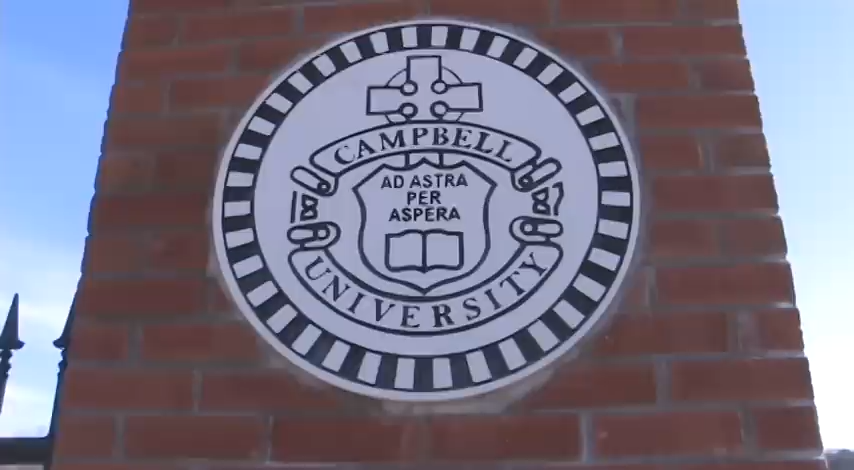 CAMPBELL
AD ASTRA
PER
ASPERA
18 87
UNIVERSITY